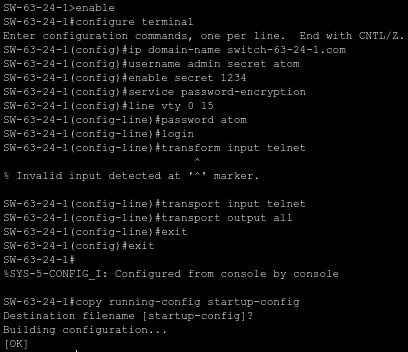 SW-63-24-1>enable
SW-63-24-1#configure terminal
Enter configuration commands, one per line.  End with CNTL/Z.
SW-63-24-1(config)#ip domain-name switch-63-24-1.com
SW-63-24-1(config)#username admin secret atom
SW-63-24-1(config)#enable secret 1234
SW-63-24-1(config)#service password-encryption
SW-63-24-1(config)#line vty 0 15
SW-63-24-1(config-line)#password atom
SW-63-24-1(config-line)#login
SW-63-24-1(config-line)#transform input telnet
                              ^
% Invalid input detected at '^' marker.
SW-63-24-1(config-line)#transport input telnet
SW-63-24-1(config-line)#transport output all
SW-63-24-1(config-line)#exit
SW-63-24-1(config)#exit
SW-63-24-1#
%SYS-5-CONFIG_I: Configured from console by console
SW-63-24-1#copy running-config startup-config
Destination filename [startup-config]?
Building configuration...
[OK]